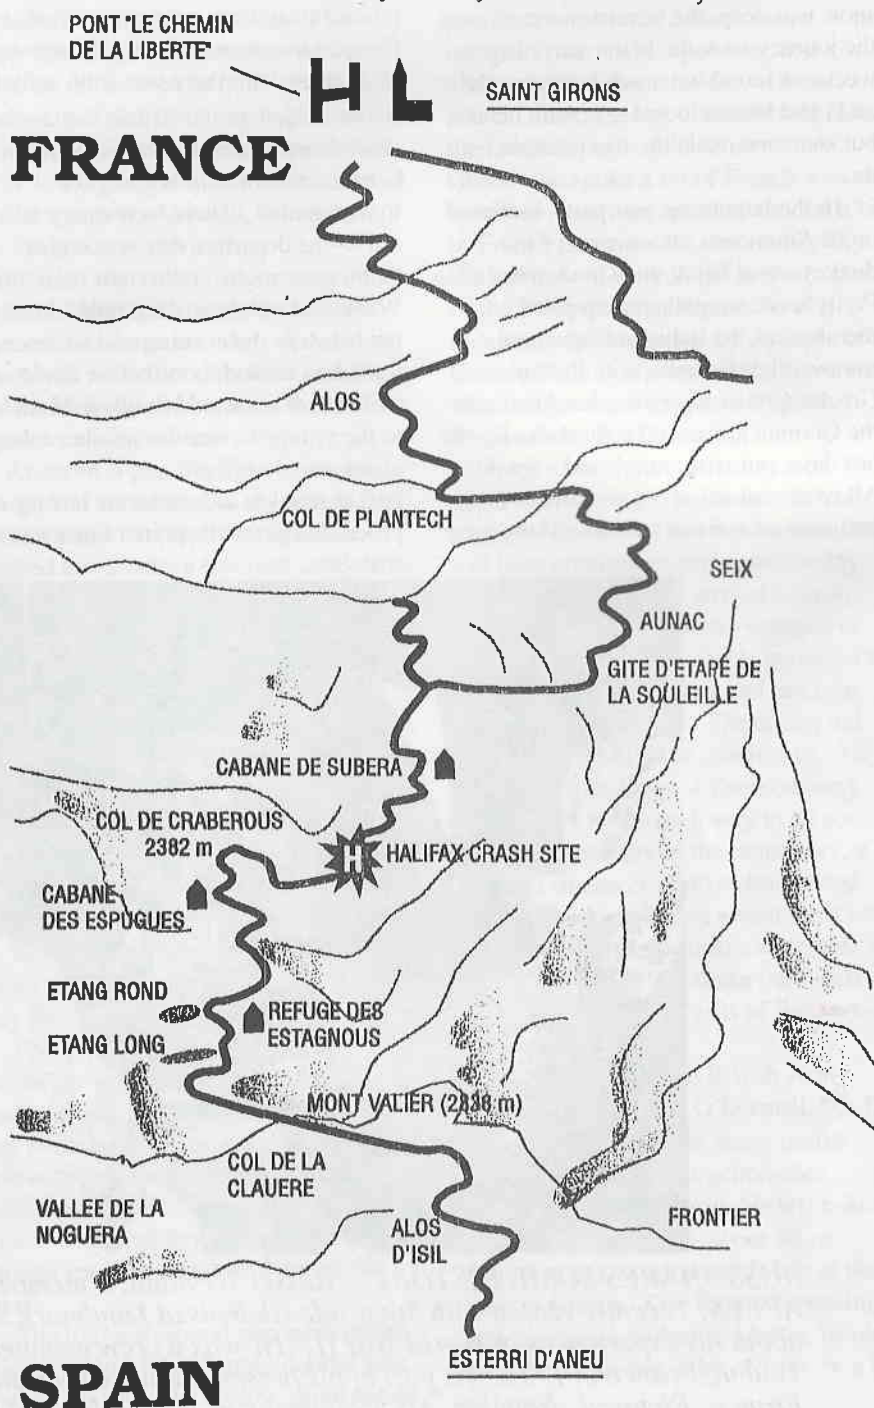 PONT "LE CHEMIN
DE LA LIBERTE"
SAINT GIRONS
FRANCE
ALOS
COL DE PLANTECH
SEIX
AUNAC
GITE D'ETAPE DE
LA SOULEILLE
CABANE DE SUBERA
COL DE CRABEROUS
2382 m
H
HALIFAX CRASH SITE
CABANE
DES ESPUGUES
ETANG ROND
REFUGE DES
ESTAGNOUS
ETANG LONG
MONT VALIER (2838 m)
COL DE LA
CLAUERE
VALLEE DE LA
NOGUERA
ALOS
D'ISIL
FRONTIER
ESTERRI D'ANEU
SPAIN